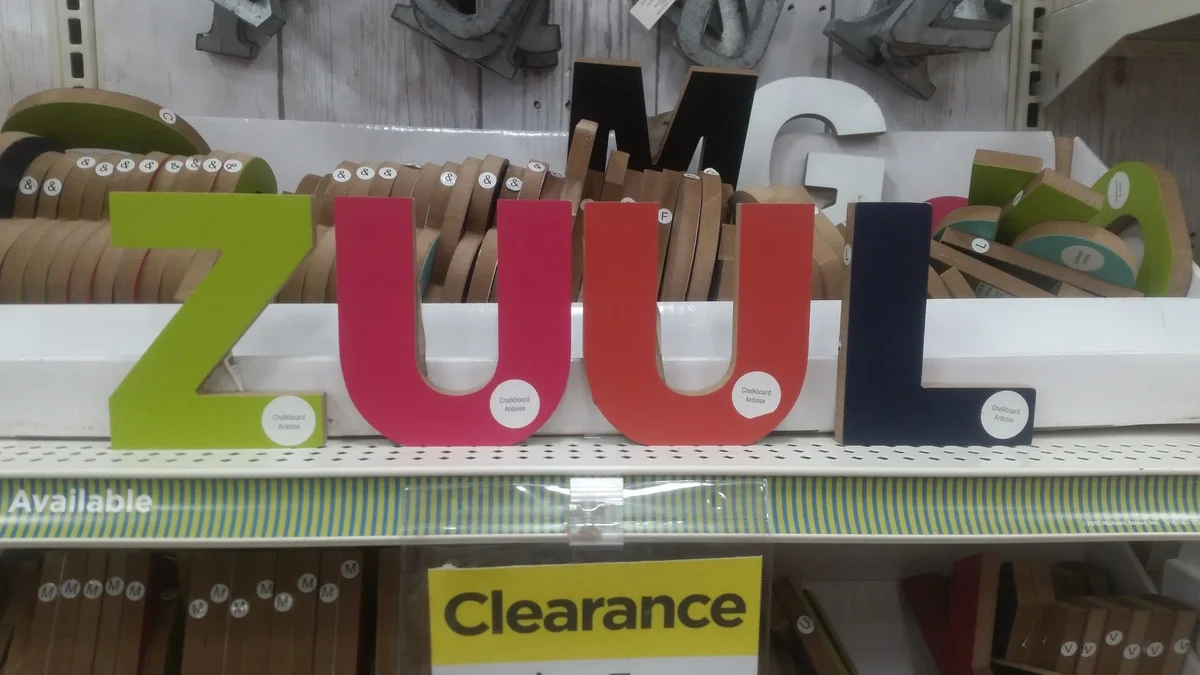 M G
C
& & & & & & & & &
& & & & & & & &
F
L
L
ZUUL
Chalkboard
Ardoise
Chalkboard
Ardoise
Chalkboard
Ardoise
Chalkboard
Ardoise
Available
Clearance
M M M M M
M M M M M M M
U
V V V V V V